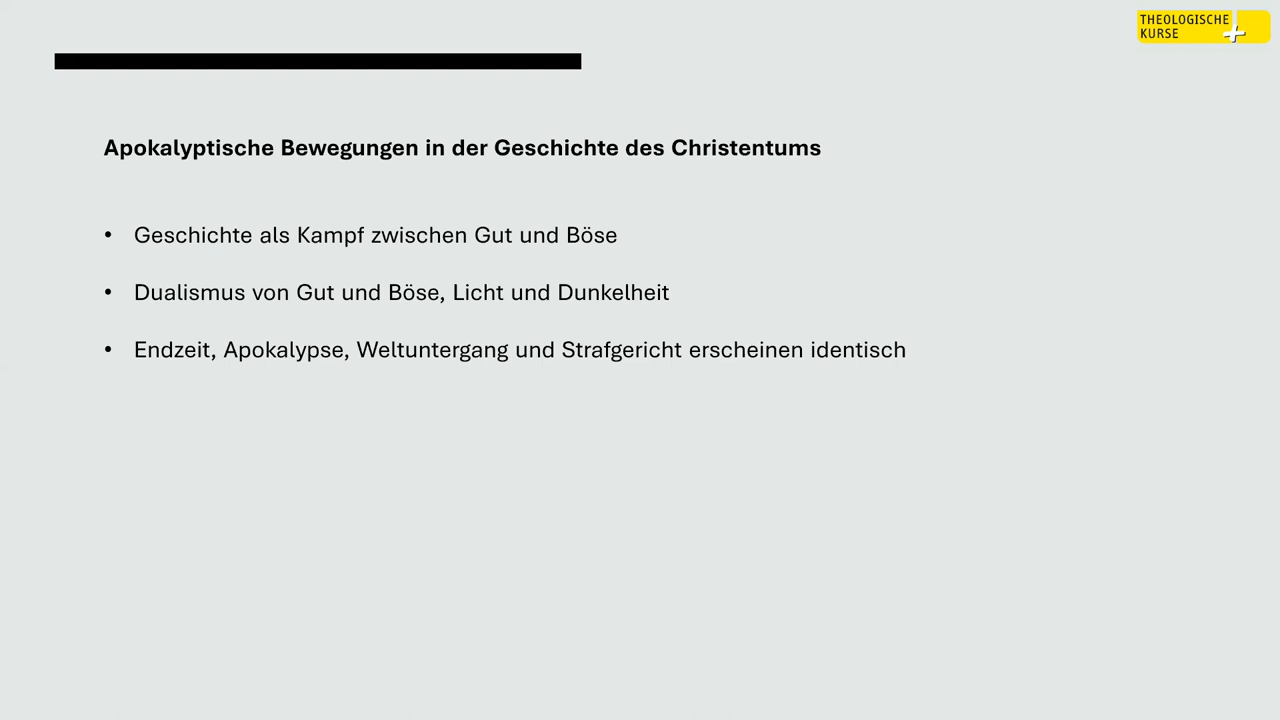 THEOLOGISCHE
KURSE
Apokalyptische Bewegungen in der Geschichte des Christentums
• Geschichte als Kampf zwischen Gut und Böse
• Dualismus von Gut und Böse, Licht und Dunkelheit
• Endzeit, Apokalypse, Weltuntergang und Strafgericht erscheinen identisch